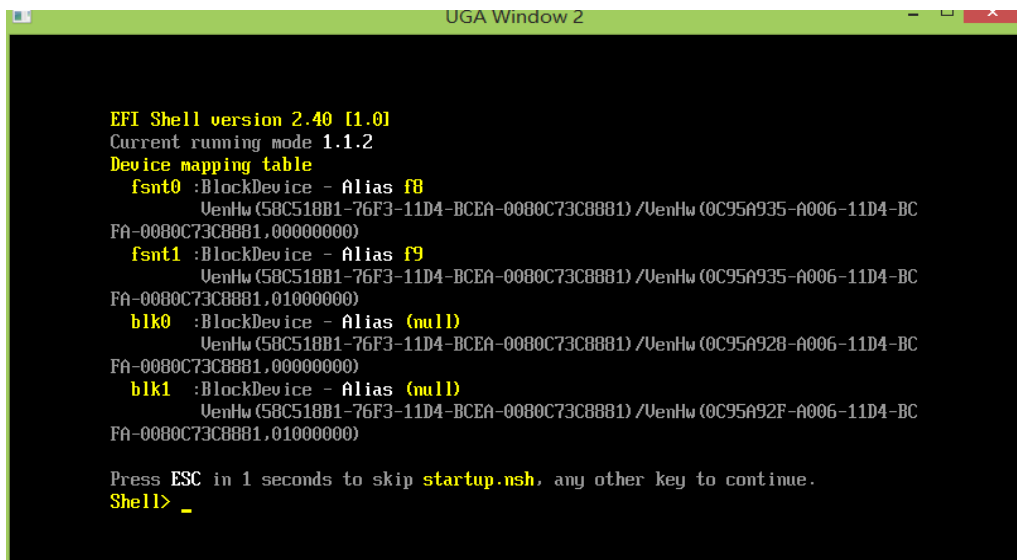 UGA Window 2
EFI Shell version 2.40 [1.0]
Current running mode 1.1.2
Device mapping table
fsnt0 :BlockDevice - Alias f8
VenHw(58C518B1-76F3-11D4-BCEA-0080C73C8881)/VenHw(0C95A935-A006-11D4-BC
FA-0080C73C8881,00000000)
fsnt1 :BlockDevice - Alias f9
VenHw(58C518B1-76F3-11D4-BCEA-0080C73C8881)/VenHw(0C95A935-A006-11D4-BC
FA-0080C73C8881,01000000)
blk0 :BlockDevice - Alias (null)
VenHw(58C518B1-76F3-11D4-BCEA-0080C73C8881)/VenHw(0C95A928-A006-11D4-BC
FA-0080C73C8881,00000000)
blk1 :BlockDevice - Alias (null)
VenHw(58C518B1-76F3-11D4-BCEA-0080C73C8881)/VenHw(0C95A92F-A006-11D4-BC
FA-0080C73C8881,01000000)
Press ESC in 1 seconds to skip startup.nsh, any other key to continue.
Shell> _